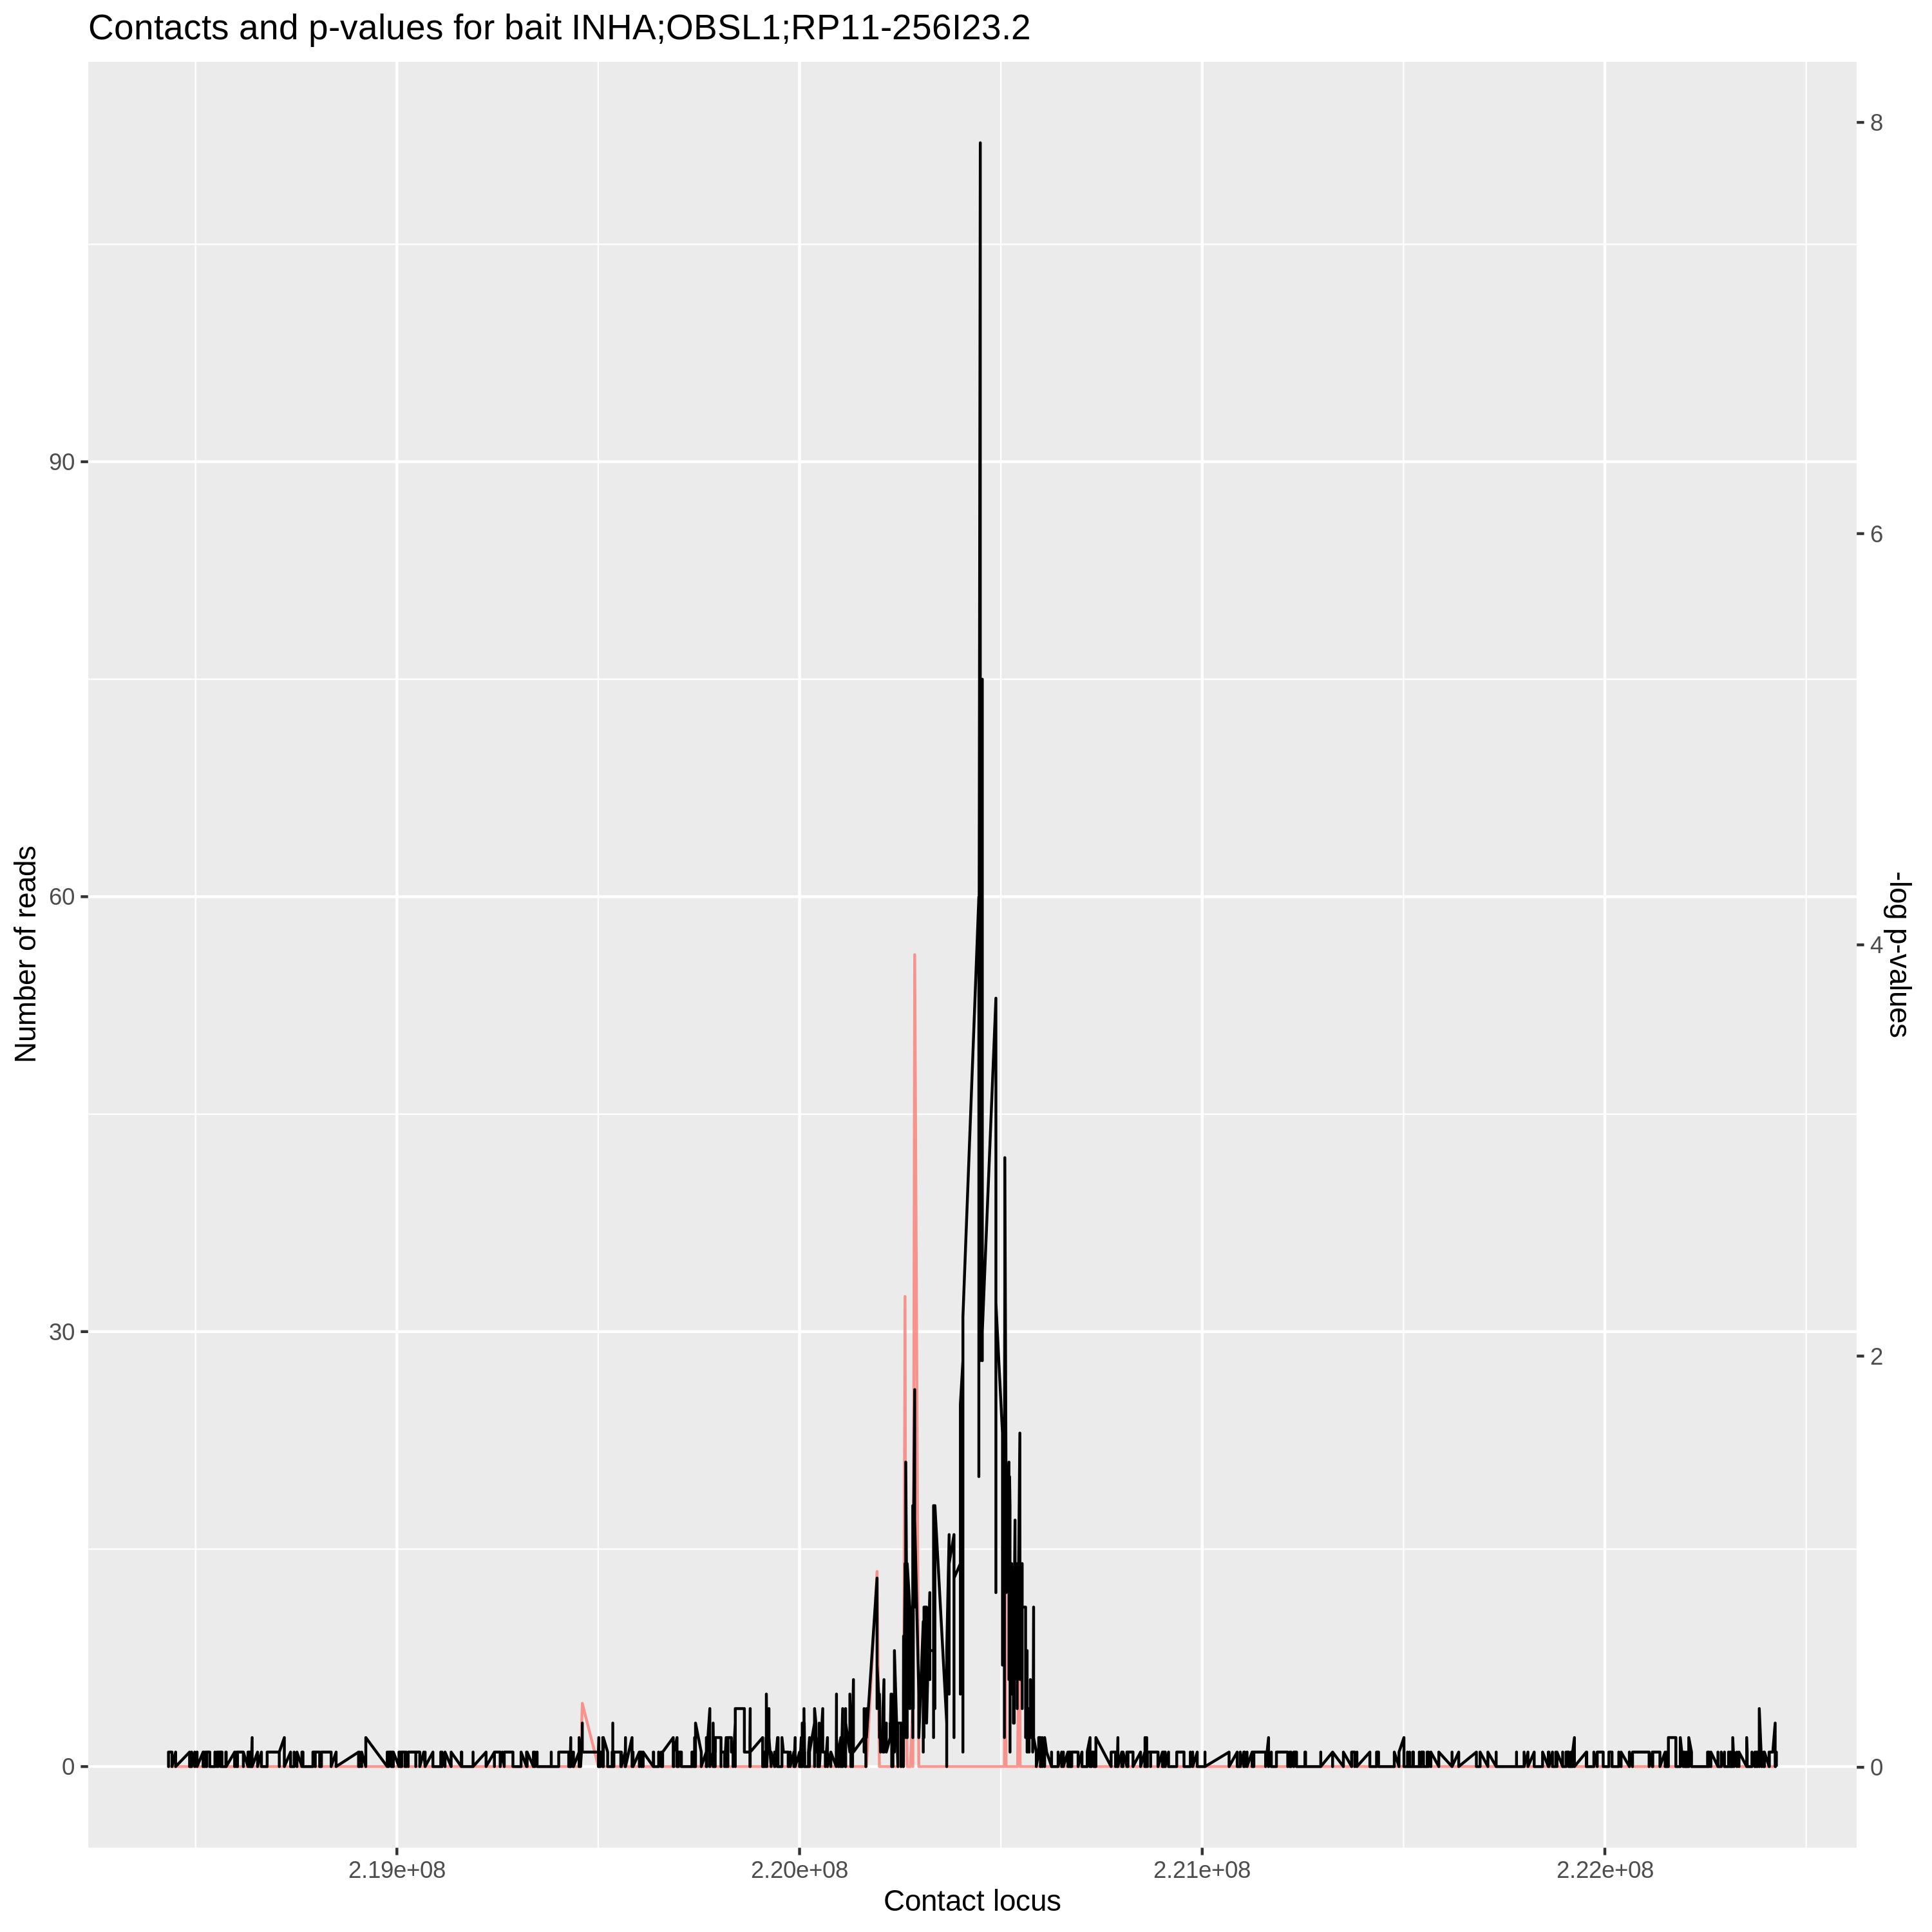 Contacts and p-values for bait INHA;OBSL1;RP11-256I23.2
Number of reads
90
60
30
0
8
6
4
2
0
-log p-values
2.19e+08
2.20e+08
2.21e+08
2.22e+08
Contact locus